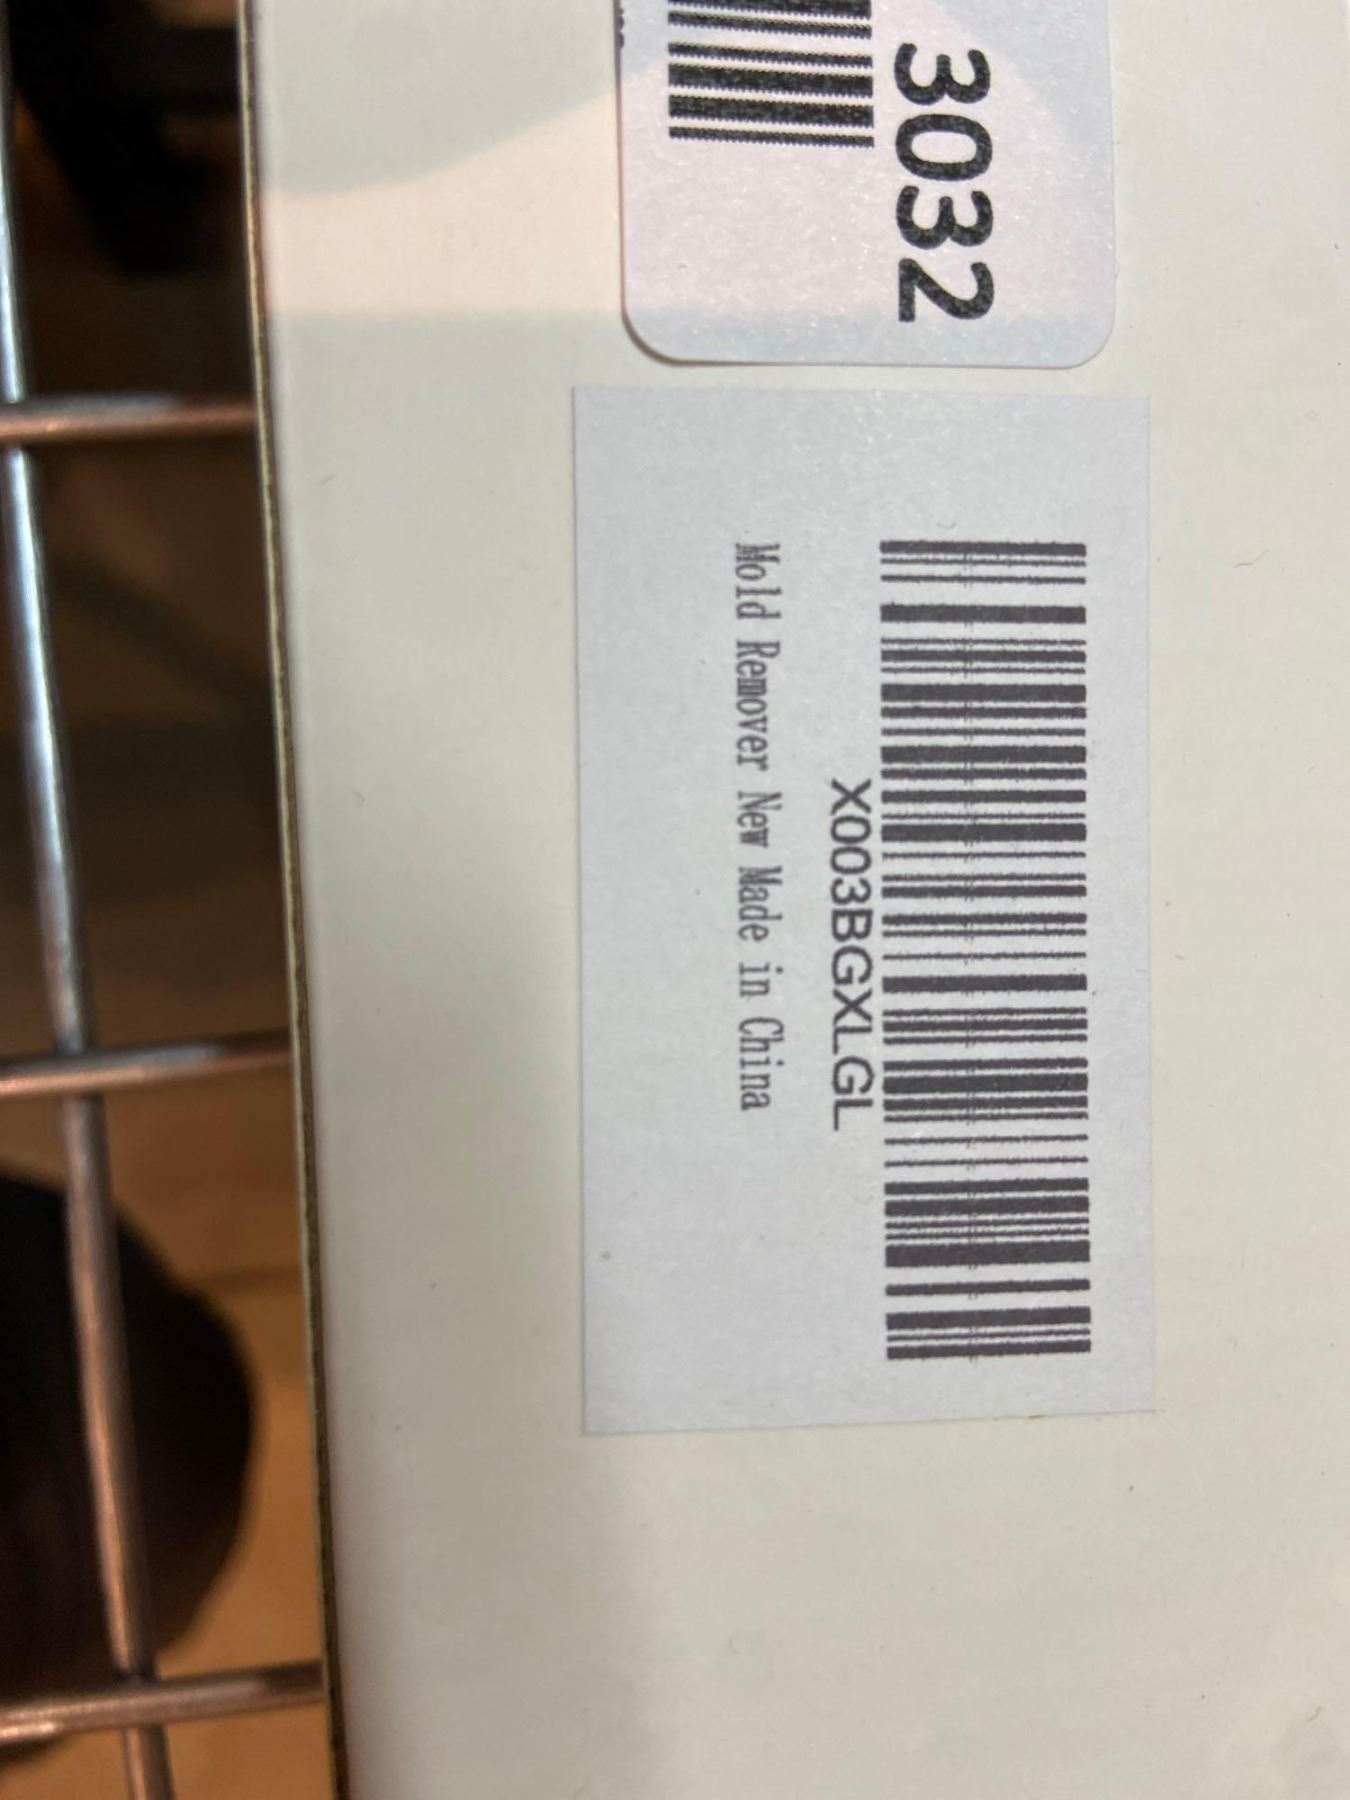 3032
X003BGXLGL
Mold Remover New Made in China